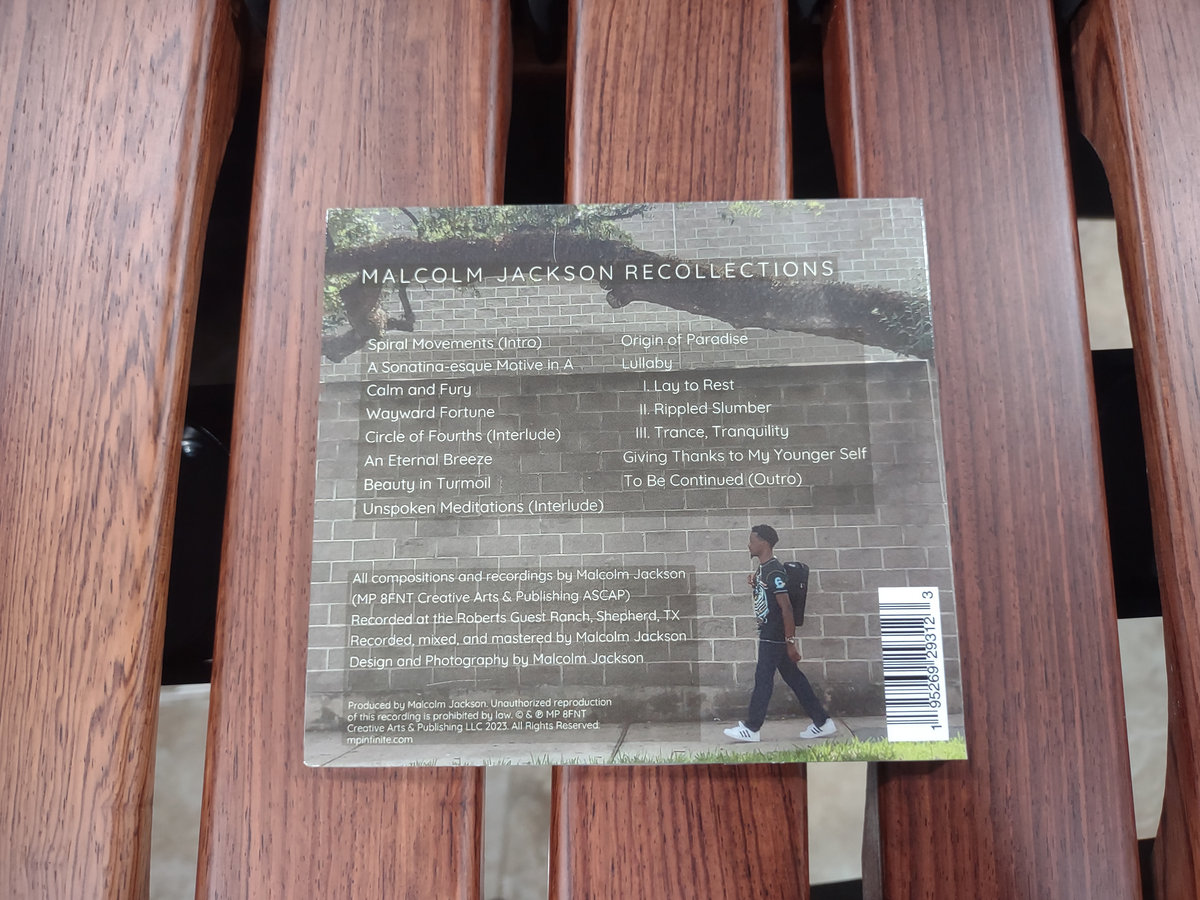 MALCOLM JACKSON RECOLLECTIONS
Spiral Movements (Intro)
A Sonatina-esque Motive in A
Calm and Fury
Wayward Fortune
Circle of Fourths (Interlude)
An Eternal Breeze
Beauty in Turmoil
Unspoken Meditations (Interlude)
Origin of Paradise
Lullaby
I. Lay to Rest
II. Rippled Slumber
III. Trance, Tranquility
Giving Thanks to My Younger Self
To Be Continued (Outro)
All compositions and recordings by Malcolm Jackson
(MP 8FNT Creative Arts & Publishing ASCAP)
Recorded at the Roberts Guest Ranch, Shepherd, TX
Recorded, mixed, and mastered by Malcolm Jackson
Design and Photography by Malcolm Jackson
Produced by Malcolm Jackson. Unauthorized reproduction
of this recording is prohibited by law. © & ℗ MP 8FNT
Creative Arts & Publishing LLC 2023. All Rights Reserved.
mpinfinite.com
6
1 95269 29312 3